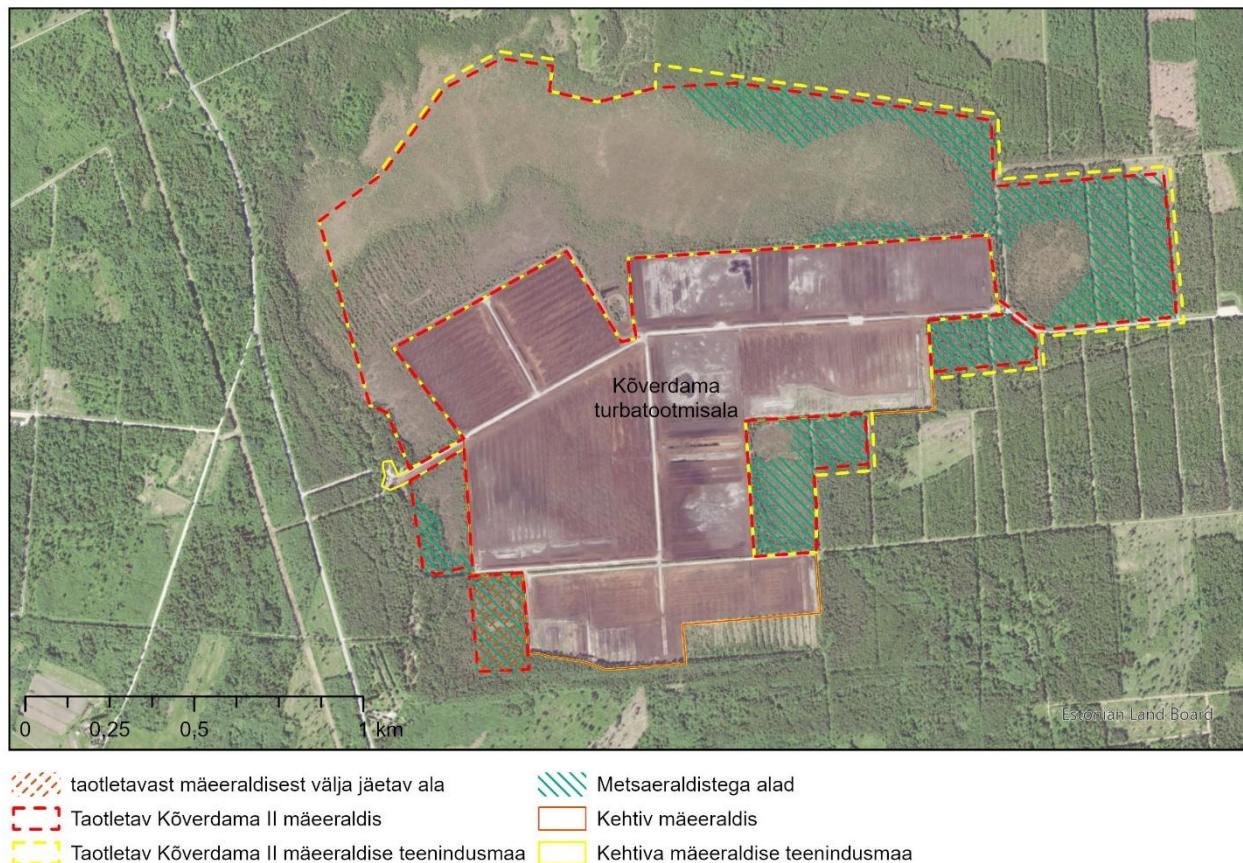 Kõverdama
turbatootmisala
Estonian Land Board
0 0,25 0,5 1 km
taotletavast mäeeraldisest välja jäetav ala
Taotletav Kõverdama II mäeeraldis
Taotletav Kõverdama II mäeeraldise teenindusmaa
Metsaeraldistega alad
Kehtiv mäeeraldis
Kehtiva mäeeraldise teenindusmaa